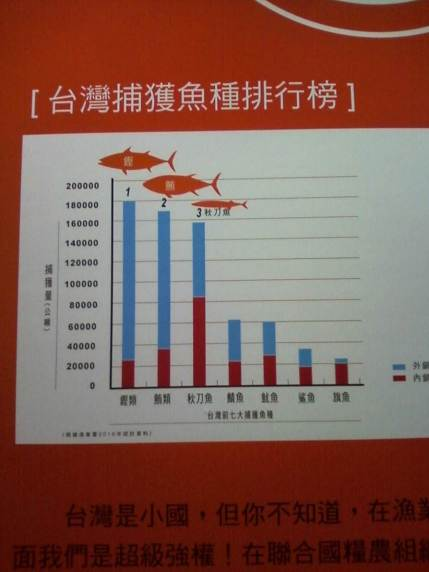 [ 台灣捕獲魚種排行榜 ]
鰹
鮪
1
2
3 秋刀魚
200000
180000
160000
140000
120000
100000
80000
60000
40000
20000
0
捕獲量(公噸)
外銷
內銷
鰹類 鮪類 秋刀魚 鯖魚 魷魚 鯊魚 旗魚
台灣前七大捕獲魚種
台灣是小國,但你不知道,在漁業
面我們是超級強權!在聯合國糧農組織